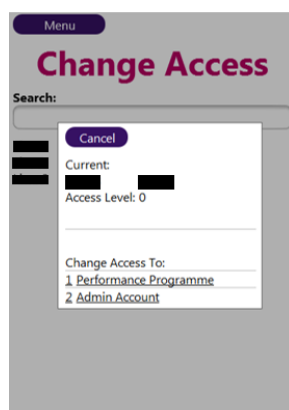 Menu
Change Access
Search:
Cancel
Current:
Access Level: 0
Change Access To:
1 Performance Programme
2 Admin Account